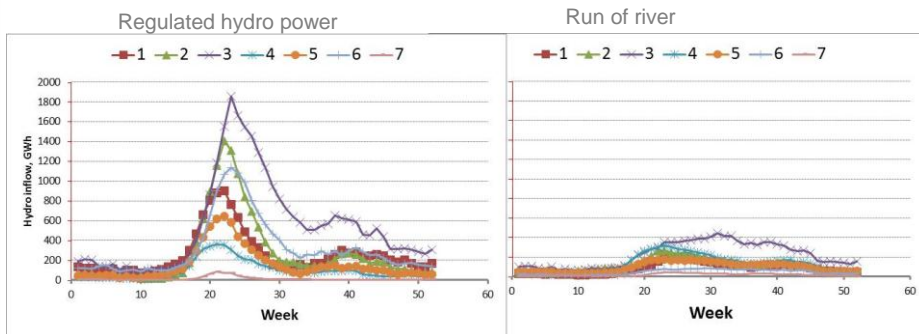 Regulated hydro power
Run of river
1 2 3 4 5 6 7
1 2 3 4 5 6 7
2000
1800
1600
1400
1200
1000
800
600
400
200
0
Hydro inflow, GWh
0 10 20 30 40 50 60
0 10 20 30 40 50 60
Week
Week